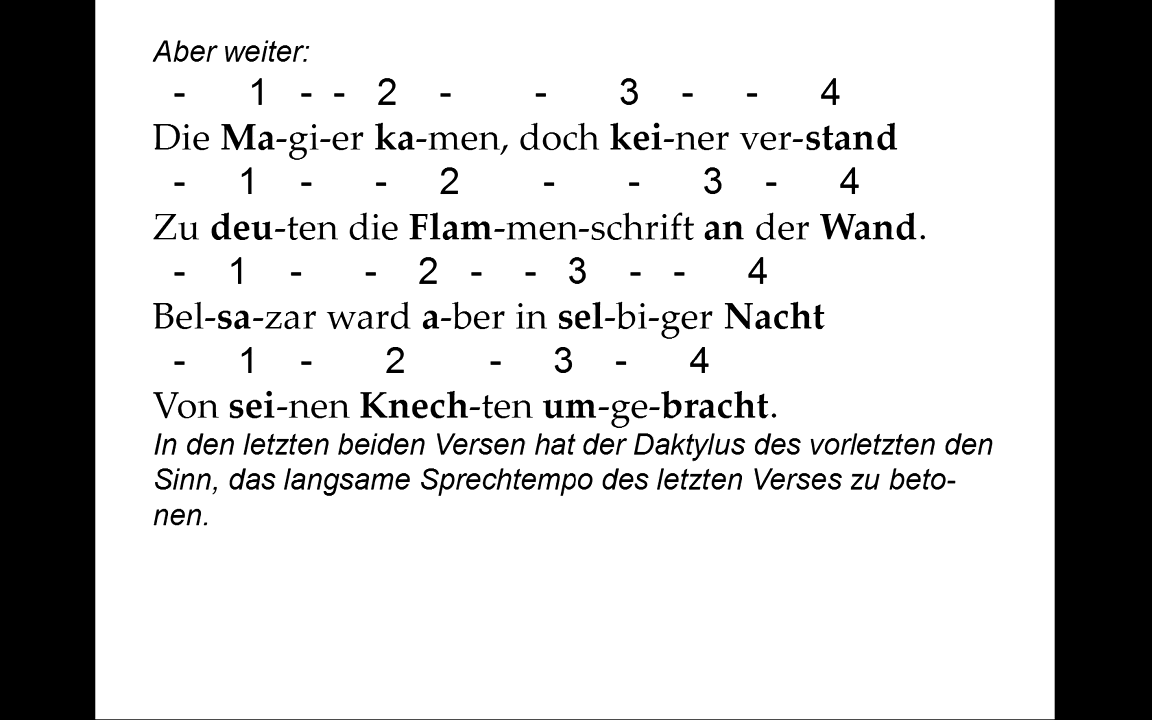 Aber weiter:
- 1 - - 2 - - 3 - - 4
Die Ma-gi-er ka-men, doch kei-ner ver-stand
- 1 - - 2 - - 3 - 4
Zu deu-ten die Flam-men-schrift an der Wand.
- 1 - - 2 - - 3 - - 4
Bel-sa-zar ward a-ber in sel-bi-ger Nacht
- 1 - 2 - 3 - 4
Von sei-nen Knech-ten um-ge-bracht.
In den letzten beiden Versen hat der Daktylus des vorletzten den
Sinn, das langsame Sprechtempo des letzten Verses zu beto-
nen.